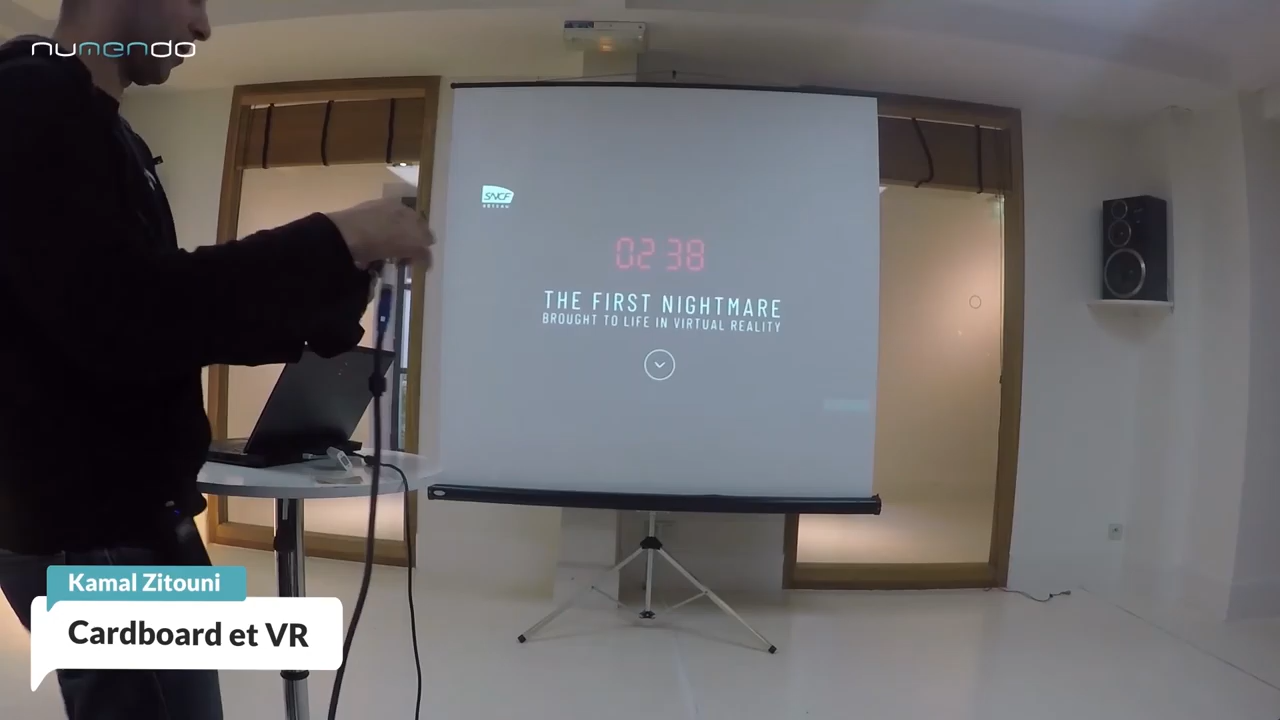 numendo
SNCF
02 38
THE FIRST NIGHTMARE
BROUGHT TO LIFE IN VIRTUAL REALITY
Kamal Zitouni
Cardboard et VR